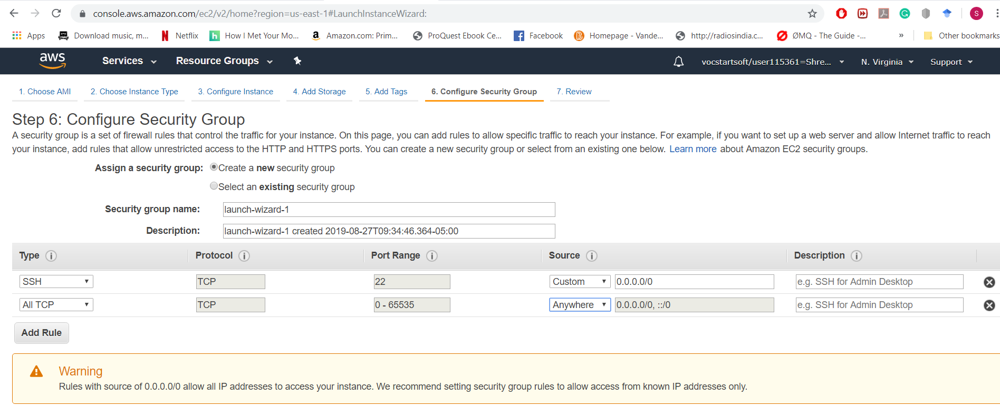 console.aws.amazon.com/ec2/v2/home?region=us-east-1#LaunchInstanceWizard:
S
Apps Download music, m... Netflix How I Met Your Mo... Amazon.com: Prim... ProQuest Ebook Ce... Facebook Homepage - Vande... http://radiosindia.c... ØMQ - The Guide -... » Other bookmarks
aws Services Resource Groups vocstartsoft/user115361=Shre... N. Virginia Support
1. Choose AMI 2. Choose Instance Type 3. Configure Instance 4. Add Storage 5. Add Tags 6. Configure Security Group 7. Review
Step 6: Configure Security Group
A security group is a set of firewall rules that control the traffic for your instance. On this page, you can add rules to allow specific traffic to reach your instance. For example, if you want to set up a web server and allow Internet traffic to reach
your instance, add rules that allow unrestricted access to the HTTP and HTTPS ports. You can create a new security group or select from an existing one below. Learn more about Amazon EC2 security groups.
Assign a security group: Create a new security group
Select an existing security group
Security group name: launch-wizard-1
Description: launch-wizard-1 created 2019-08-27T09:34:46.364-05:00
Type i Protocol i Port Range i Source i Description i
SSH TCP 22 Custom 0.0.0.0/0 e.g. SSH for Admin Desktop
All TCP TCP 0 - 65535 Anywhere 0.0.0.0/0, ::/0 e.g. SSH for Admin Desktop
Add Rule
Warning
Rules with source of 0.0.0.0/0 allow all IP addresses to access your instance. We recommend setting security group rules to allow access from known IP addresses only.